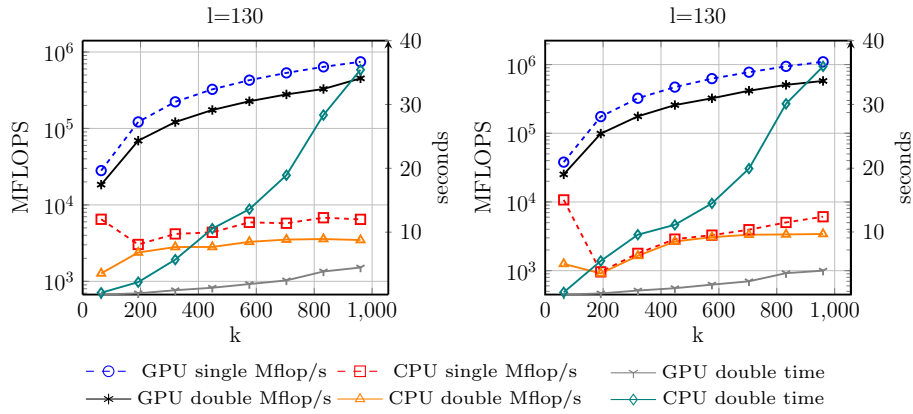 l=130
l=130
10^6
10^5
10^4
10^3
MFLOPS
40
30
20
10
seconds
0 200 400 600 800 1,000
k
10^6
10^5
10^4
10^3
MFLOPS
40
30
20
10
seconds
0 200 400 600 800 1,000
k
GPU single Mflop/s CPU single Mflop/s GPU double time
GPU double Mflop/s CPU double Mflop/s CPU double time